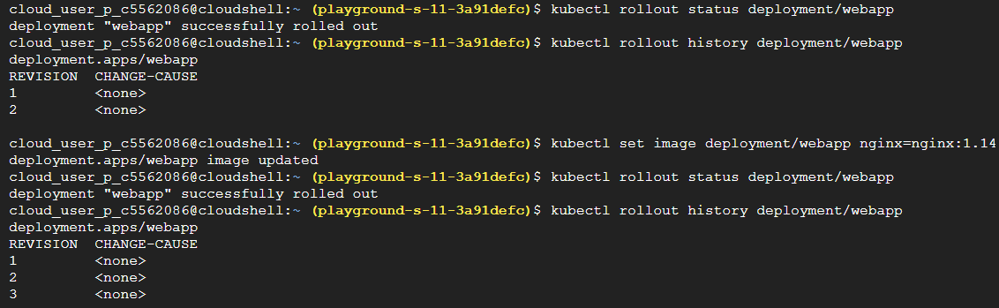 cloud_user_p_c5562086@cloudshell:~ (playground-s-11-3a91defc)$ kubectl rollout status deployment/webapp
deployment "webapp" successfully rolled out
cloud_user_p_c5562086@cloudshell:~ (playground-s-11-3a91defc)$ kubectl rollout history deployment/webapp
deployment.apps/webapp
REVISION  CHANGE-CAUSE
1         <none>
2         <none>

cloud_user_p_c5562086@cloudshell:~ (playground-s-11-3a91defc)$ kubectl set image deployment/webapp nginx=nginx:1.14
deployment.apps/webapp image updated
cloud_user_p_c5562086@cloudshell:~ (playground-s-11-3a91defc)$ kubectl rollout status deployment/webapp
deployment "webapp" successfully rolled out
cloud_user_p_c5562086@cloudshell:~ (playground-s-11-3a91defc)$ kubectl rollout history deployment/webapp
deployment.apps/webapp
REVISION  CHANGE-CAUSE
1         <none>
2         <none>
3         <none>